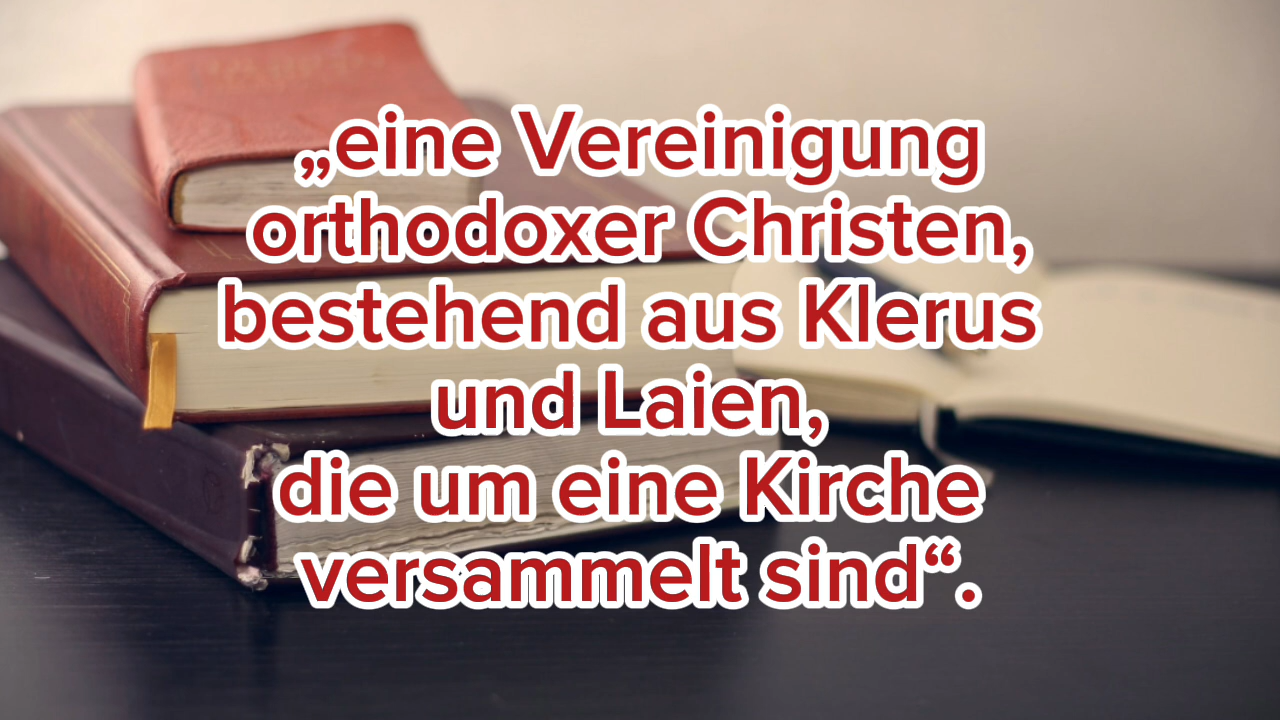 „eine Vereinigung
orthodoxer Christen,
bestehend aus Klerus
und Laien,
die um eine Kirche
versammelt sind“.